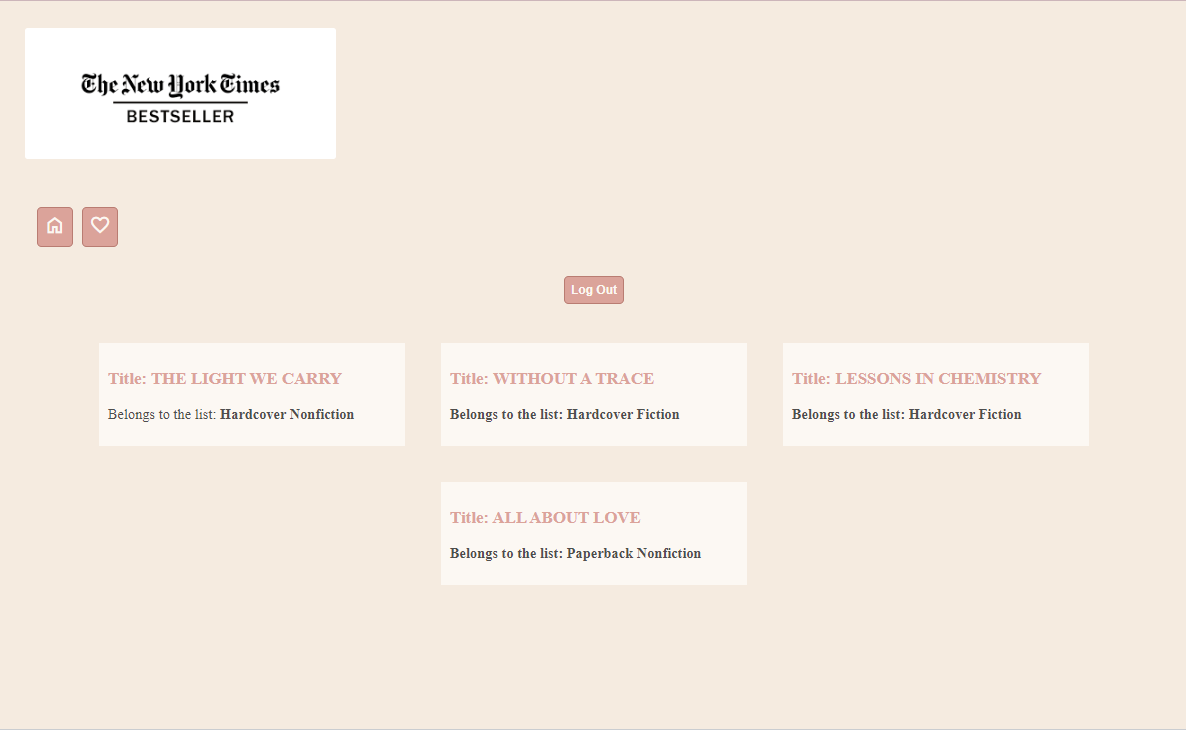 The New York Times
BESTSELLER
Log Out
Title: THE LIGHT WE CARRY
Belongs to the list: Hardcover Nonfiction
Title: WITHOUT A TRACE
Belongs to the list: Hardcover Fiction
Title: LESSONS IN CHEMISTRY
Belongs to the list: Hardcover Fiction
Title: ALL ABOUT LOVE
Belongs to the list: Paperback Nonfiction